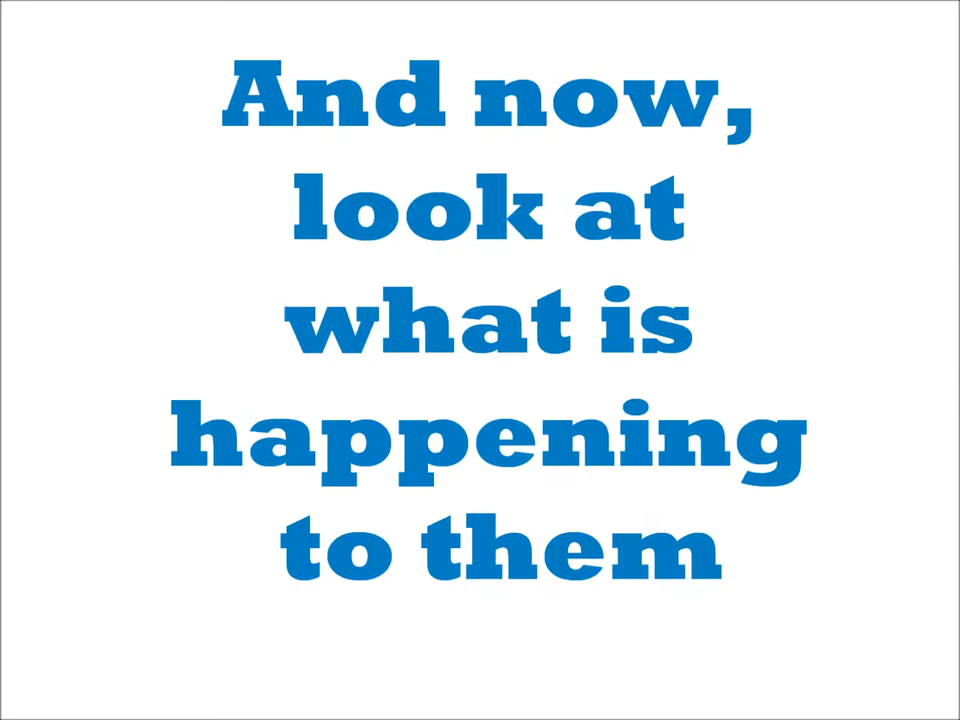 And now,
look at
what is
happening
to them